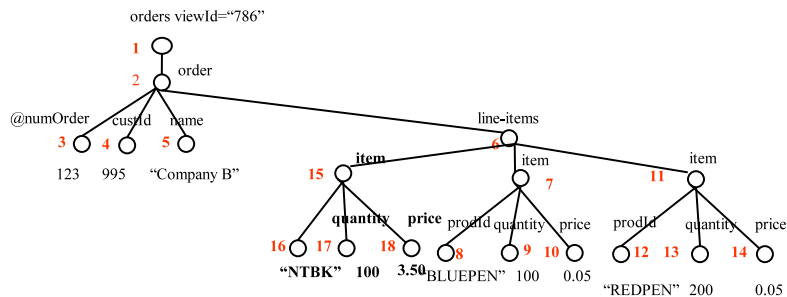 orders viewId=“786”
1
2 order
@numOrder custId name line-items
3 4 5 6
123 995 “Company B”
item item item
15 7 11
quantity price prodId quantity price prodId quantity price
16 17 18 8 9 10 12 13 14
“NTBK” 100 3.50 “BLUEPEN” 100 0.05 “REDPEN” 200 0.05